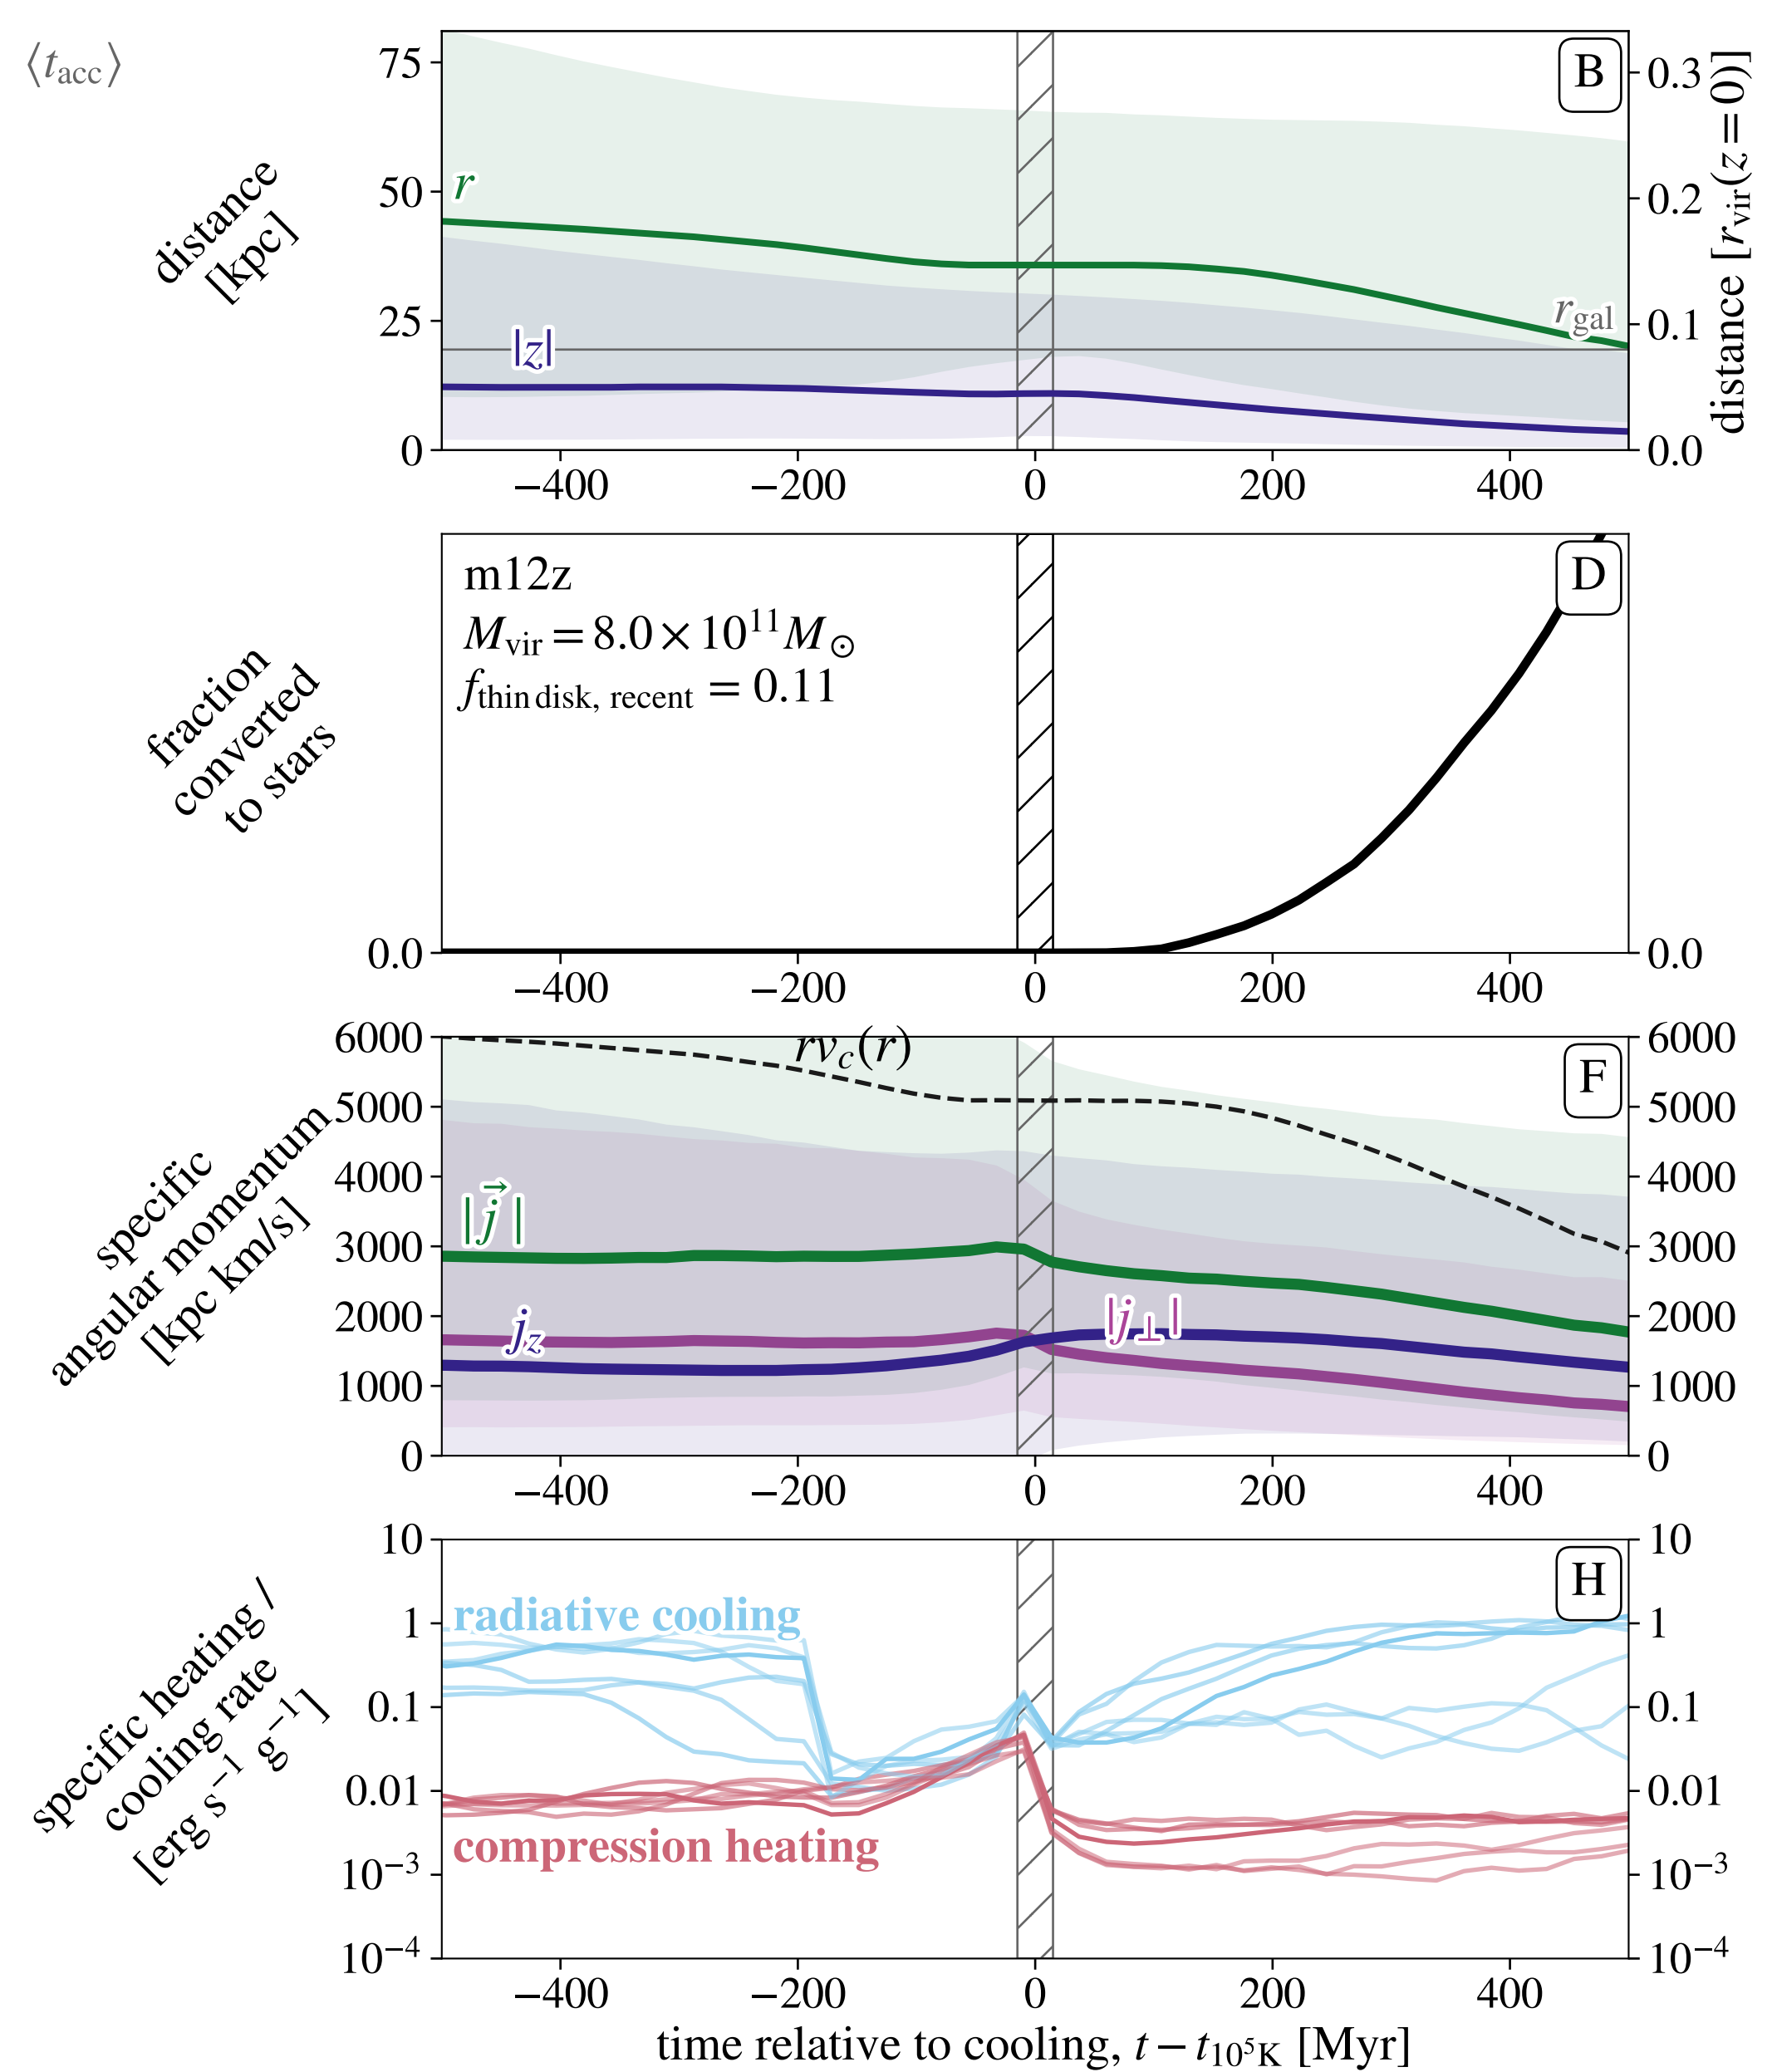 ⟨t_acc⟩
B
75
50
25
0
0.3
0.2
0.1
0.0
distance
[kpc]
distance [r_vir(z = 0)]
r
|z|
r_gal
−400 −200 0 200 400
D
m12z
M_vir = 8.0 × 10^11 M_⊙
f_thin disk, recent = 0.11
fraction
converted
to stars
0.0
0.0
−400 −200 0 200 400
F
6000
5000
4000
3000
2000
1000
0
6000
5000
4000
3000
2000
1000
0
specific
angular momentum
[kpc km/s]
rv_c(r)
|j⃗|
j_z
|j_⊥|
−400 −200 0 200 400
H
10
1
0.1
0.01
10^−3
10^−4
10
1
0.1
0.01
10^−3
10^−4
specific heating /
cooling rate
[erg s^−1 g^−1]
radiative cooling
compression heating
−400 −200 0 200 400
time relative to cooling, t − t_10^5K [Myr]